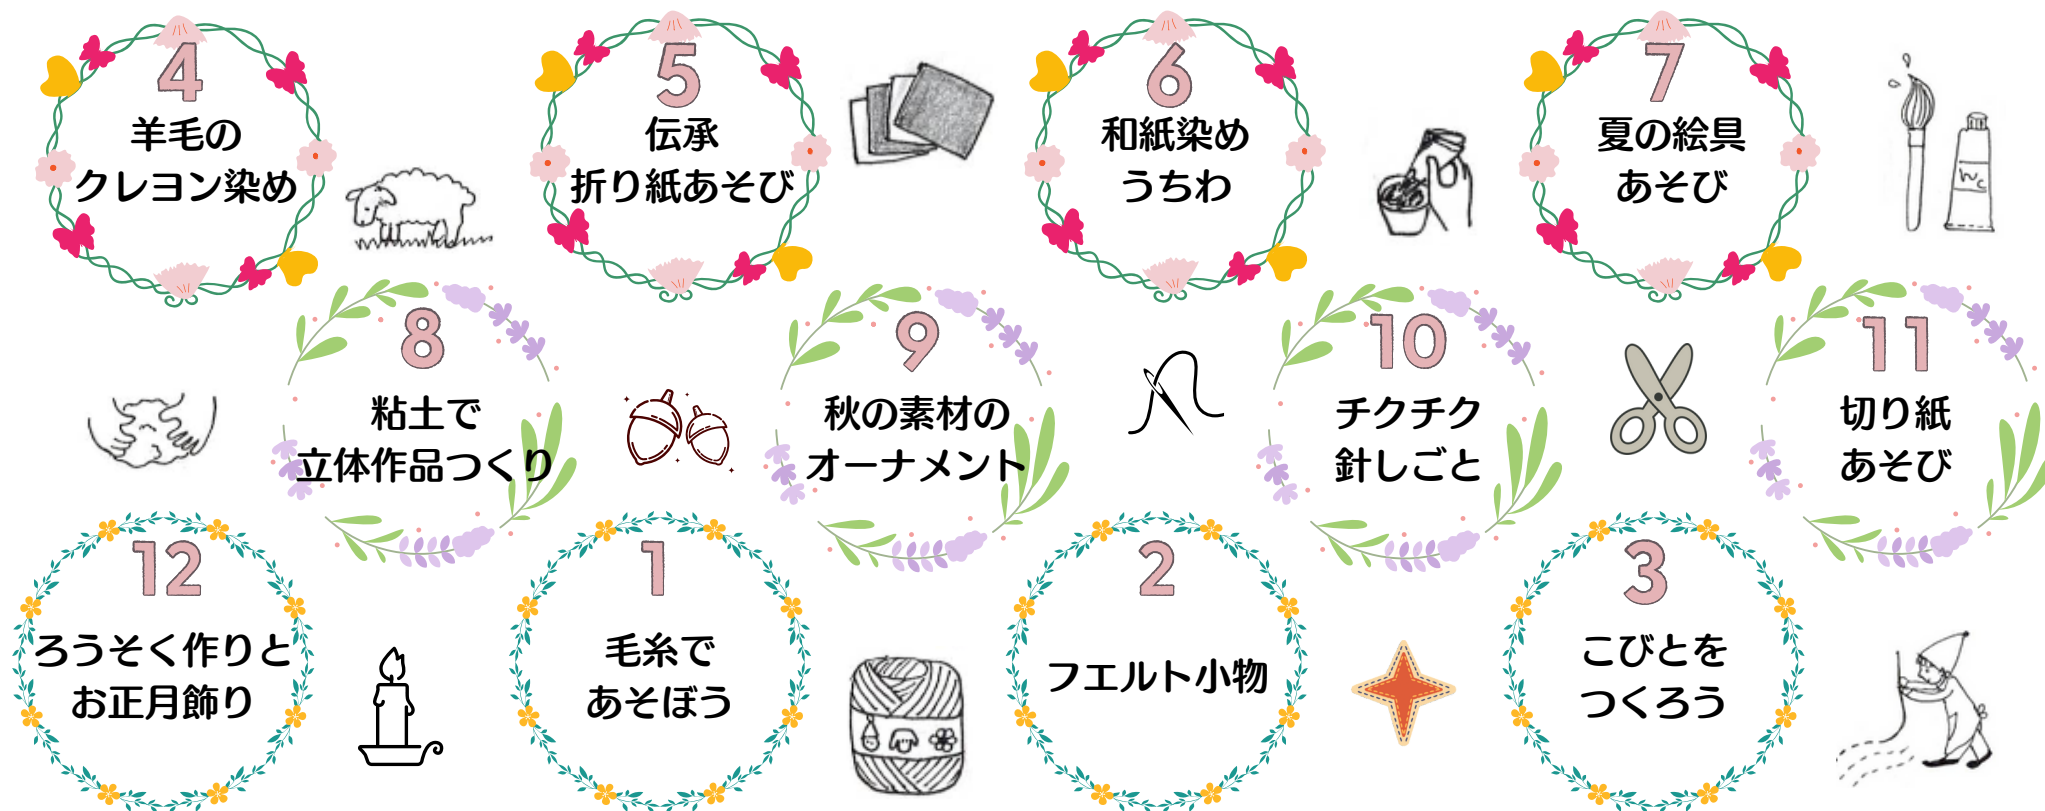 4
羊毛の
クレヨン染め
5
伝承
折り紙あそび
6
和紙染め
うちわ
7
夏の絵具
あそび
WC
8
粘土で
立体作品つくり
9
秋の素材の
オーナメント
10
チクチク
針しごと
11
切り紙
あそび
12
ろうそく作りと
お正月飾り
1
毛糸で
あそぼう
2
フエルト小物
3
こびとを
つくろう